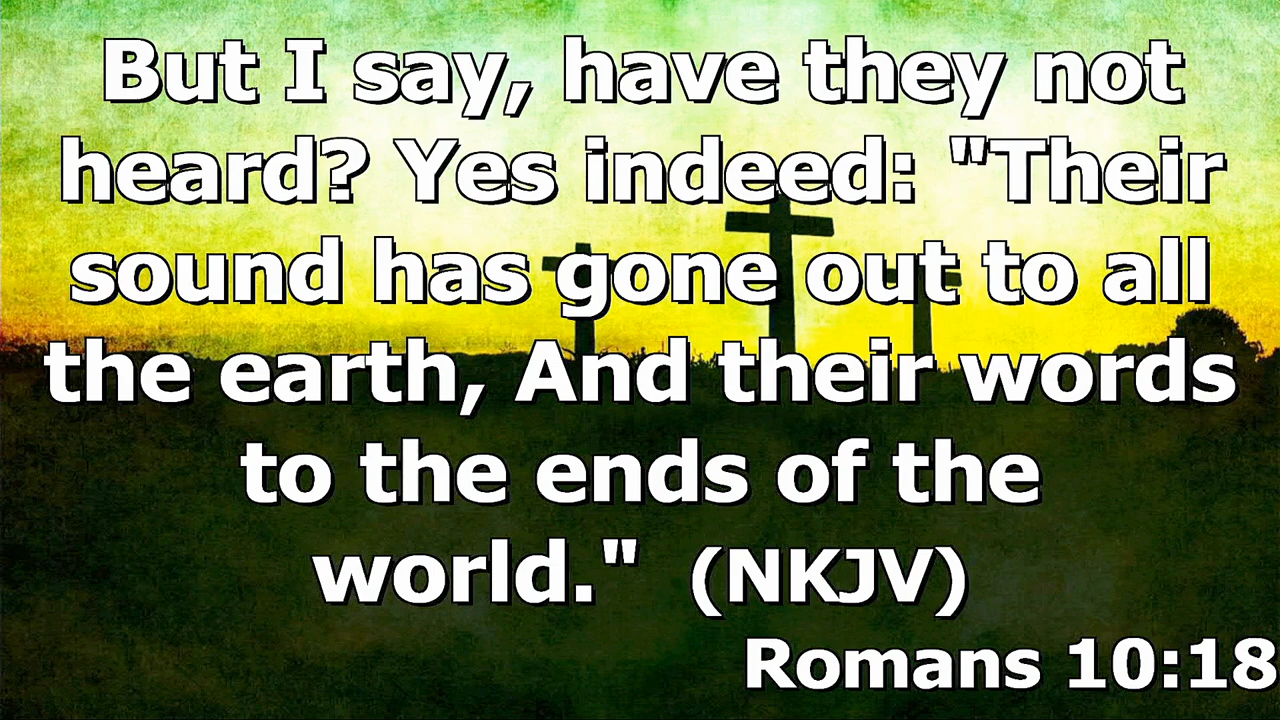 But I say, have they not
heard? Yes indeed: "Their
sound has gone out to all
the earth, And their words
to the ends of the
world." (NKJV)
Romans 10:18